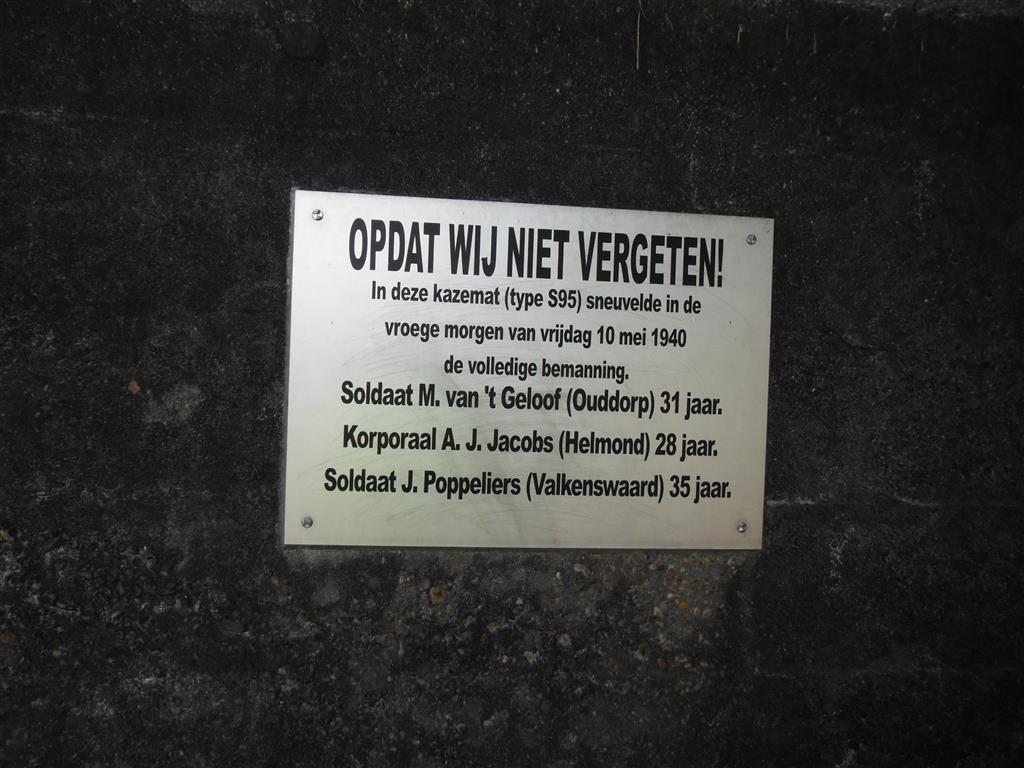 OPDAT WIJ NIET VERGETEN!
In deze kazemat (type S95) sneuvelde in de
vroege morgen van vrijdag 10 mei 1940
de volledige bemanning.
Soldaat M. van 't Geloof (Ouddorp) 31 jaar.
Korporaal A. J. Jacobs (Helmond) 28 jaar.
Soldaat J. Poppeliers (Valkenswaard) 35 jaar.